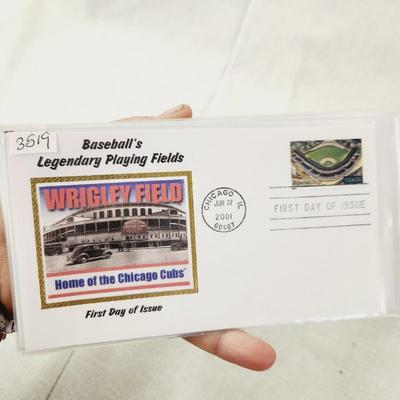 3519
Baseball's
Legendary Playing Fields
WRIGLEY FIELD
Home of the Chicago Cubs
First Day of Issue
CHICAGO IL
JUN 27
2001
60607
FIRST DAY OF ISSUE